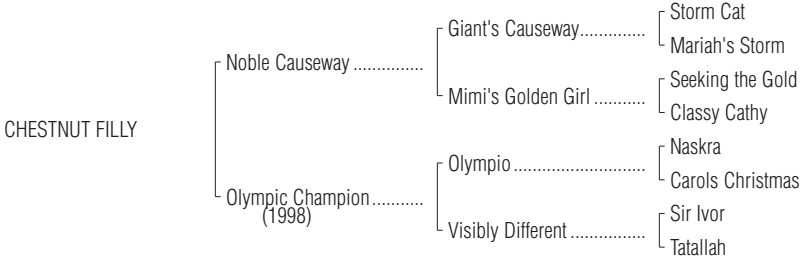 Storm Cat
Giant's Causeway..............
Mariah's Storm
Noble Causeway ...............
Seeking the Gold
Mimi's Golden Girl ...........
Classy Cathy
CHESTNUT FILLY
Naskra
Olympio............................
Carols Christmas
Olympic Champion...........
(1998)
Sir Ivor
Visibly Different ................
Tatallah